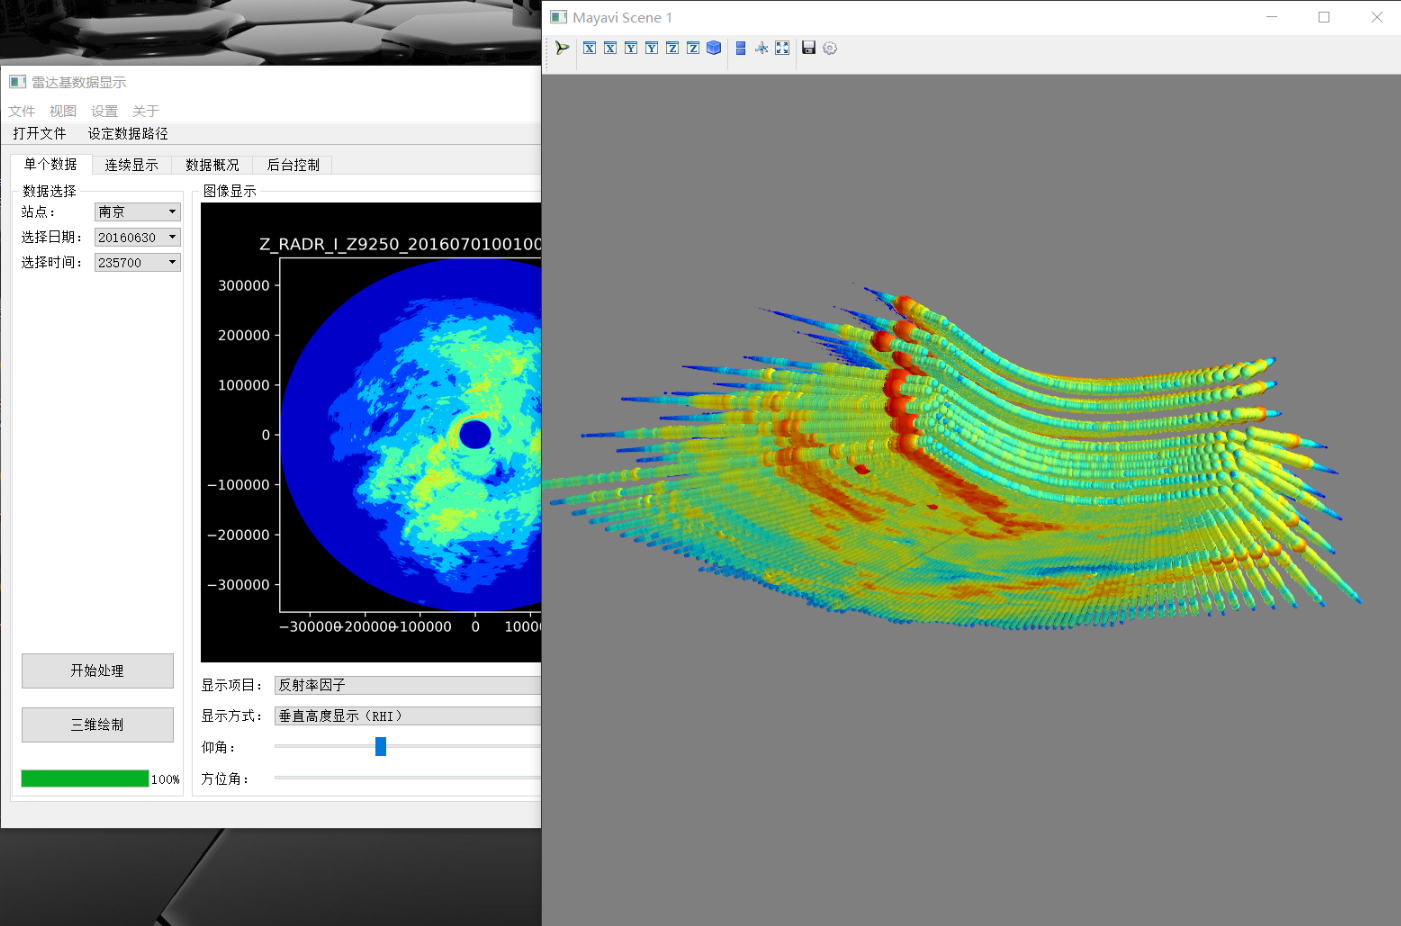 Mayavi Scene 1
X X Y Y Z Z
雷达基数据显示
文件 视图 设置 关于
打开文件 设定数据路径
单个数据 连续显示 数据概况 后台控制
数据选择
站点： 南京
选择日期： 20160630
选择时间： 235700
开始处理
三维绘制
100%
图像显示
Z_RADR_I_Z9250_2016070100100
300000
200000
100000
0
−100000
−200000
−300000
−300000 −200000 −100000 0 10000
显示项目： 反射率因子
显示方式： 垂直高度显示（RHI）
仰角：
方位角：